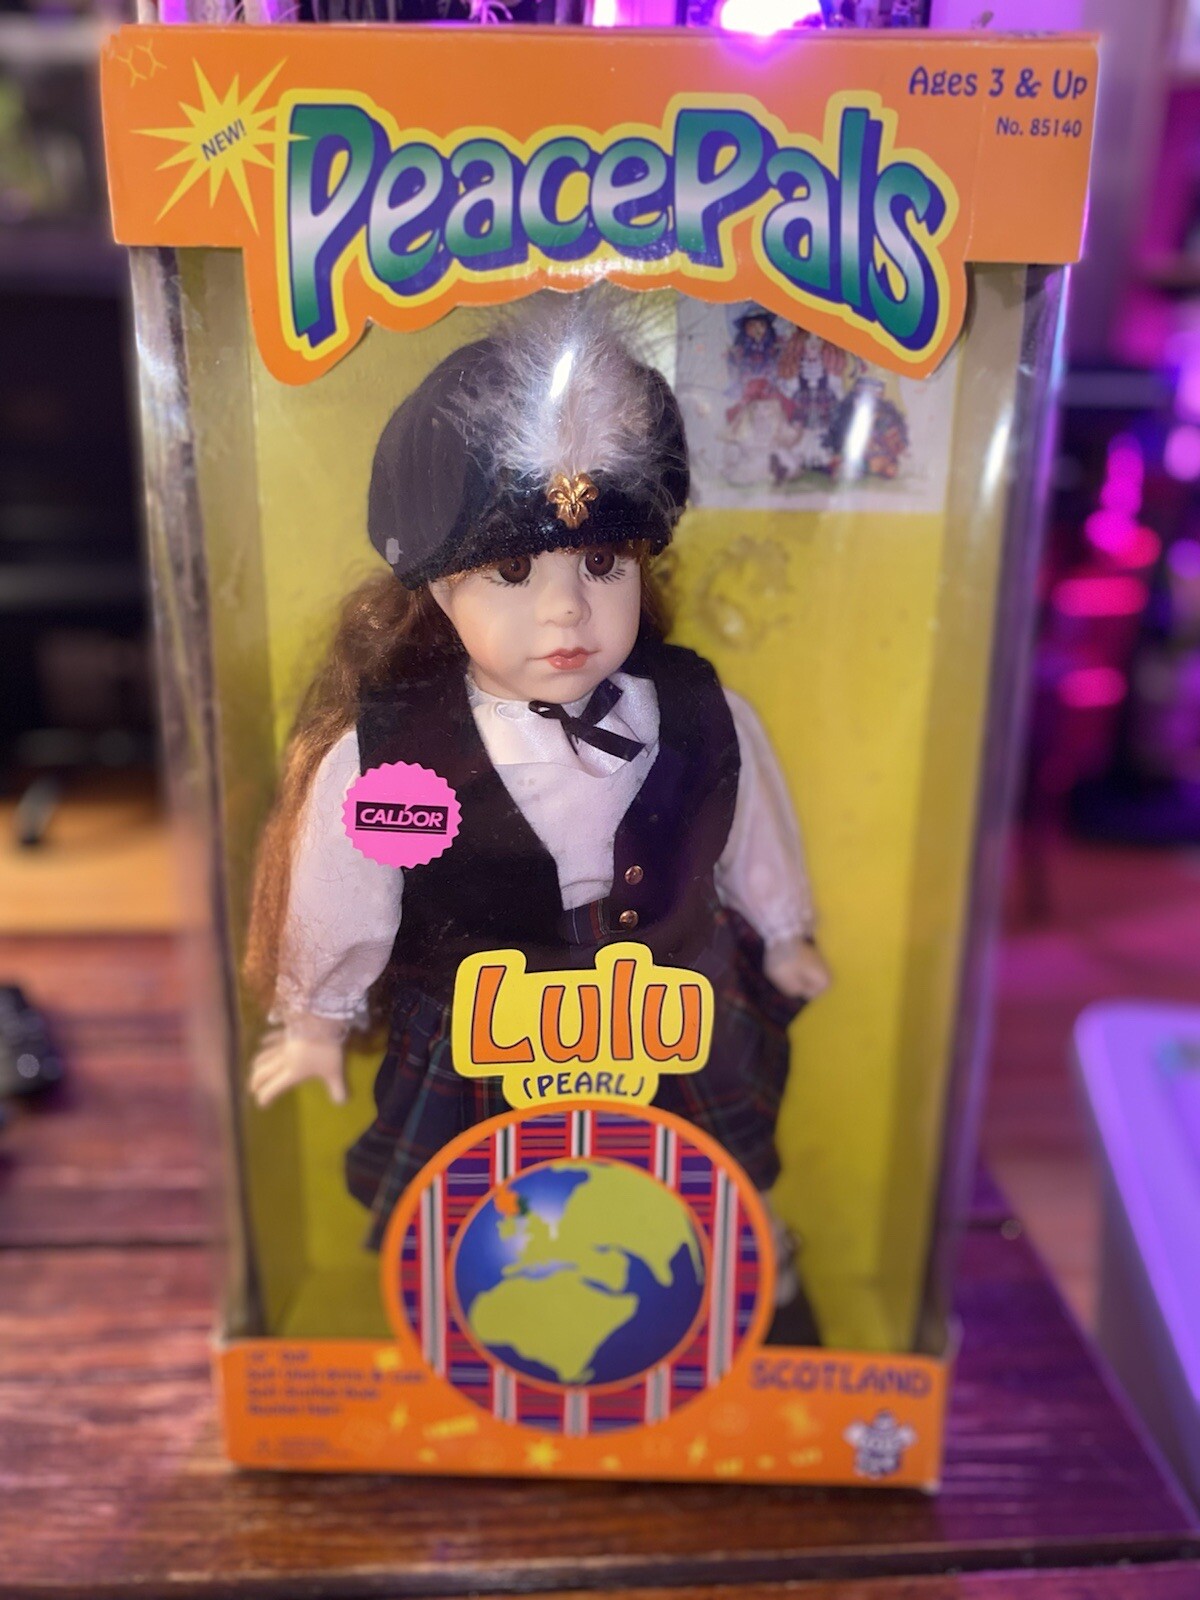 NEW!
PeacePals
Ages 3 & Up
No. 85140
CALDOR
Lulu
(PEARL)
SCOTLAND